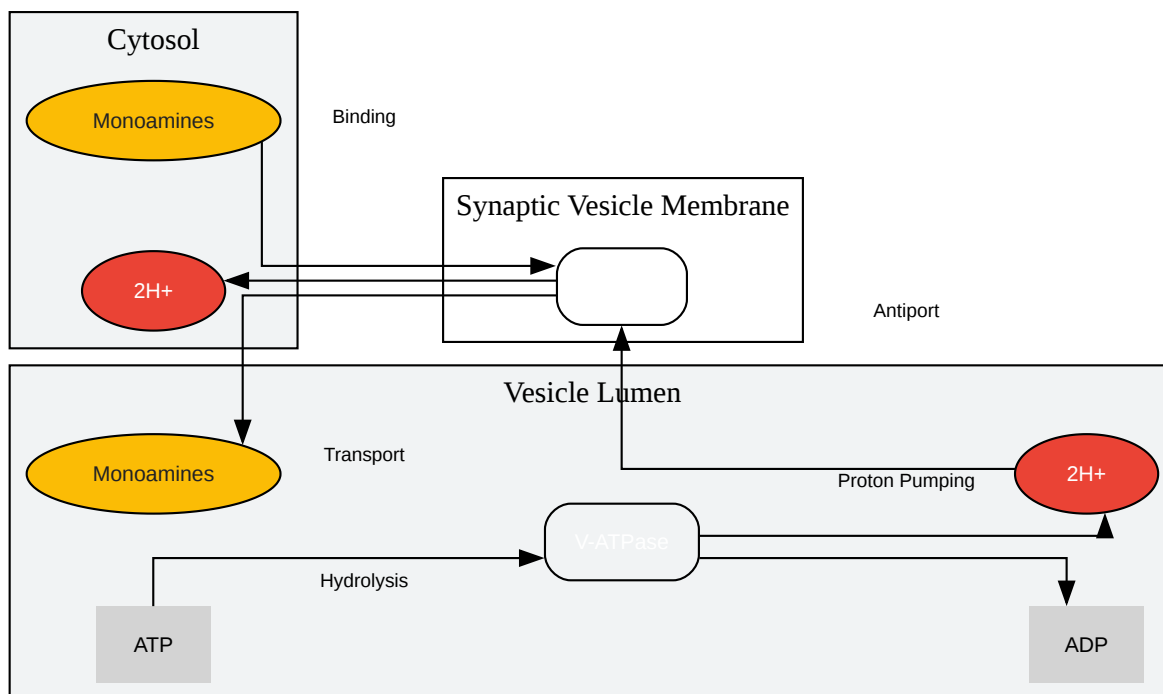 Cytosol
Monoamines
Binding
Synaptic Vesicle Membrane
2H+
Antiport
Vesicle Lumen
Monoamines
Transport
2H+
Proton Pumping
V-ATPase
Hydrolysis
ATP
ADP